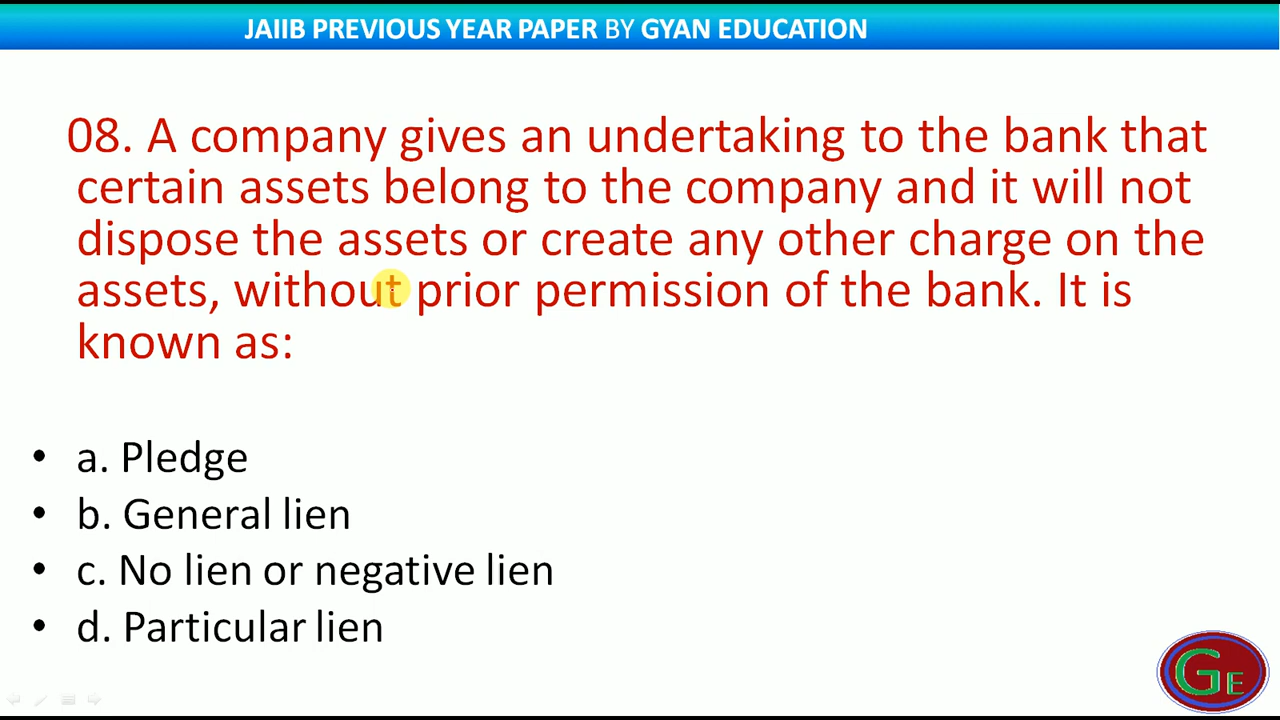 JAIIB PREVIOUS YEAR PAPER BY GYAN EDUCATION
08. A company gives an undertaking to the bank that
certain assets belong to the company and it will not
dispose the assets or create any other charge on the
assets, without prior permission of the bank. It is
known as:
• a. Pledge
• b. General lien
• c. No lien or negative lien
• d. Particular lien
GE